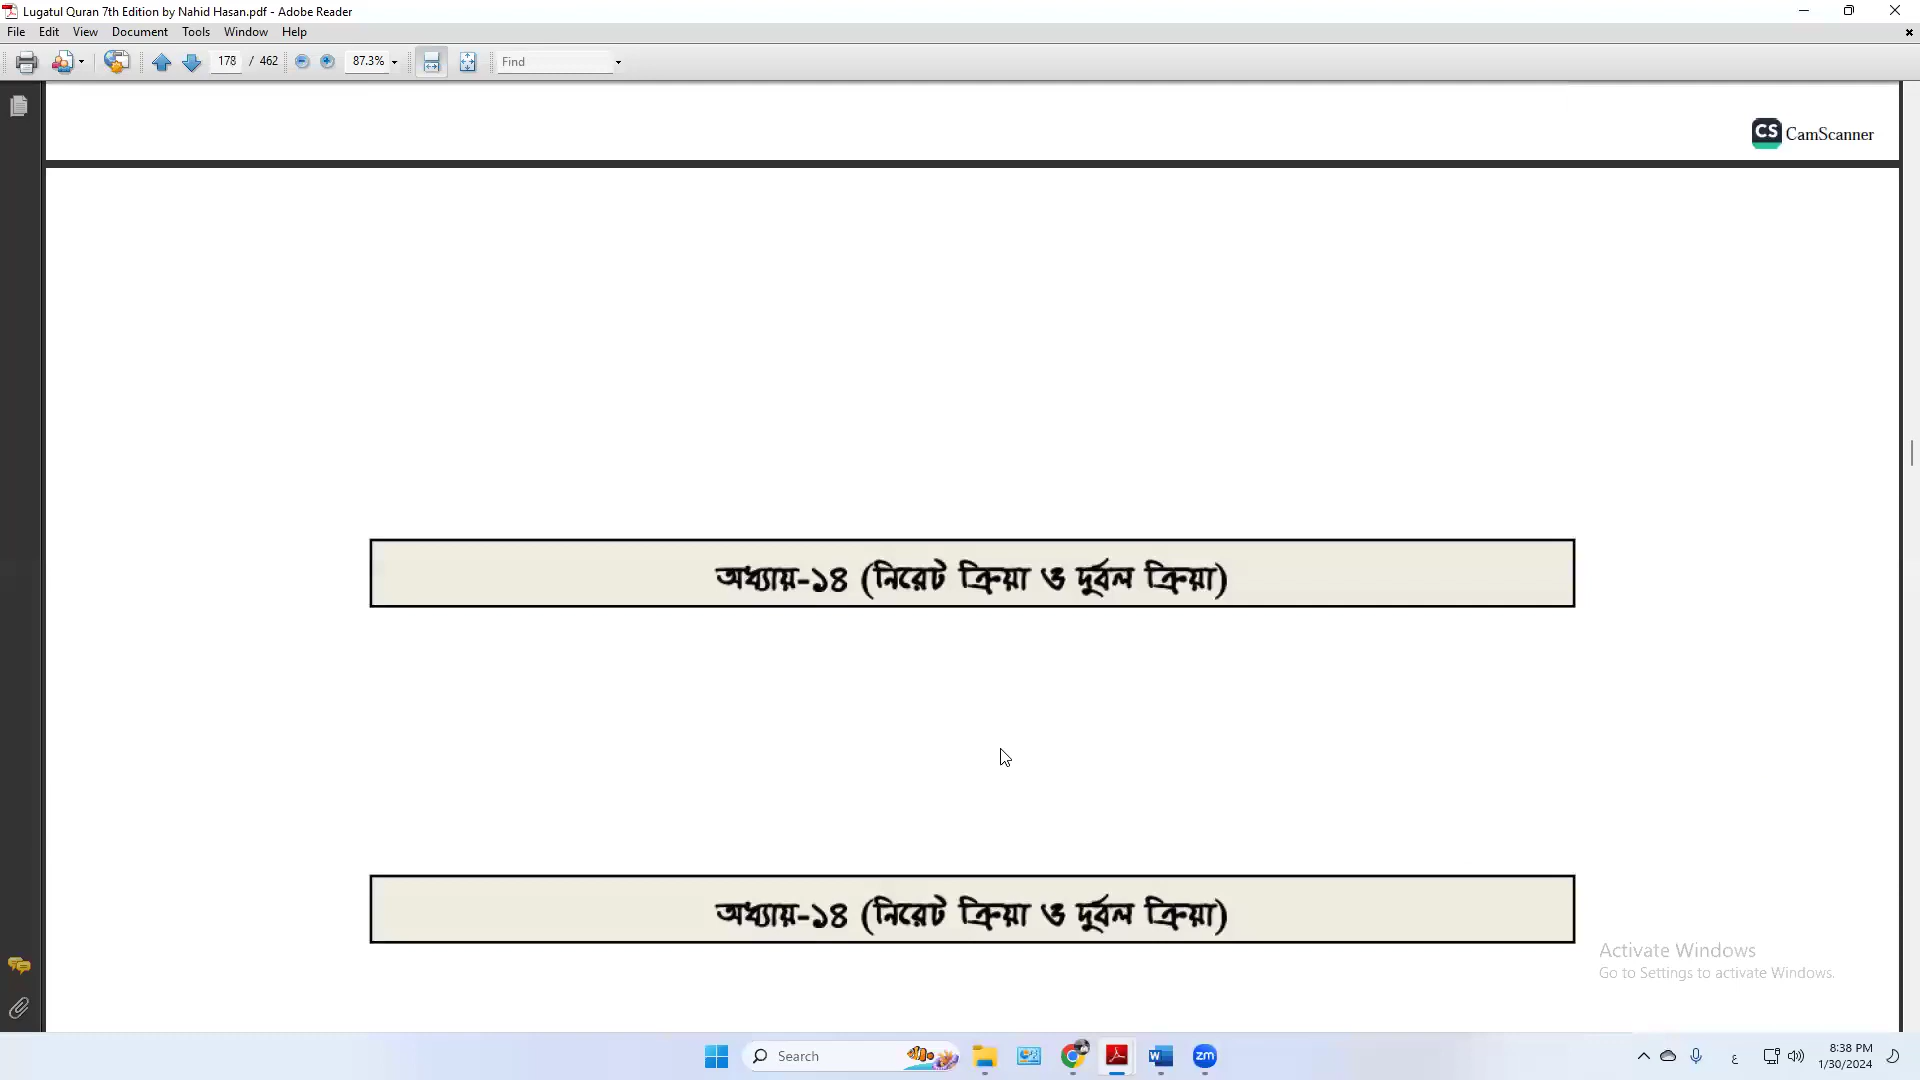 Lugatul Quran 7th Edition by Nahid Hasan.pdf - Adobe Reader
File Edit View Document Tools Window Help
178 / 462 87.3% Find
CS CamScanner
অধ্যায়-১৪ (নিরেট ক্রিয়া ও দুর্বল ক্রিয়া)
অধ্যায়-১৪ (নিরেট ক্রিয়া ও দুর্বল ক্রিয়া)
Activate Windows
Go to Settings to activate Windows.
Search
W
zm
ع
8:38 PM
1/30/2024